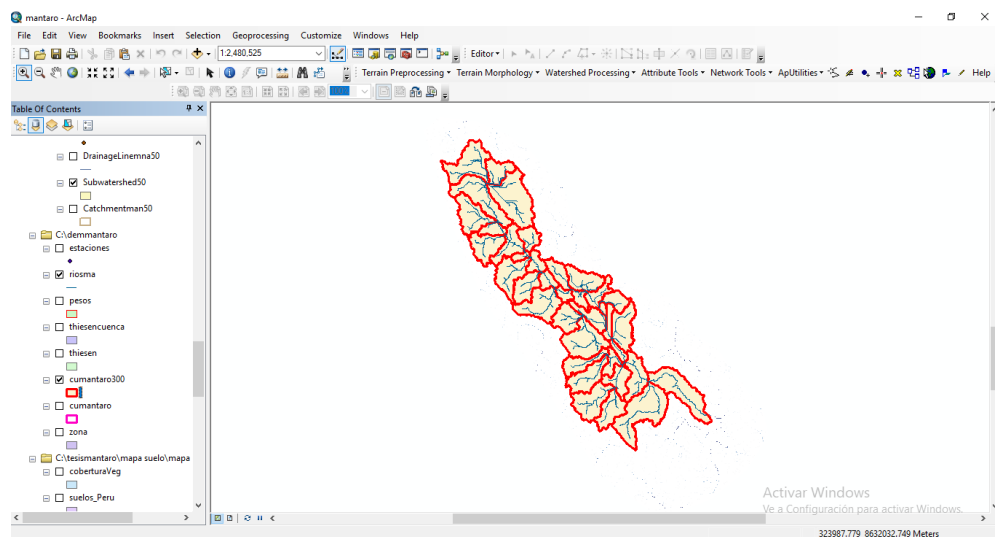 mantaro - ArcMap
File Edit View Bookmarks Insert Selection Geoprocessing Customize Windows Help
1:2,480,525
Editor
Terrain Preprocessing Terrain Morphology Watershed Processing Attribute Tools Network Tools ApUtilities Help
Table Of Contents
DrainageLinemna50
Subwatershed50
Catchmentman50
C:\demmantaro
estaciones
riosma
pesos
thiesencuenca
thiesen
cumantaro300
cumantaro
zona
C:\tesismantaro\mapa suelo\mapa
coberturaVeg
suelos_Peru
Activar Windows
Ve a Configuración para activar Windows.
323987.779 8632032.749 Meters